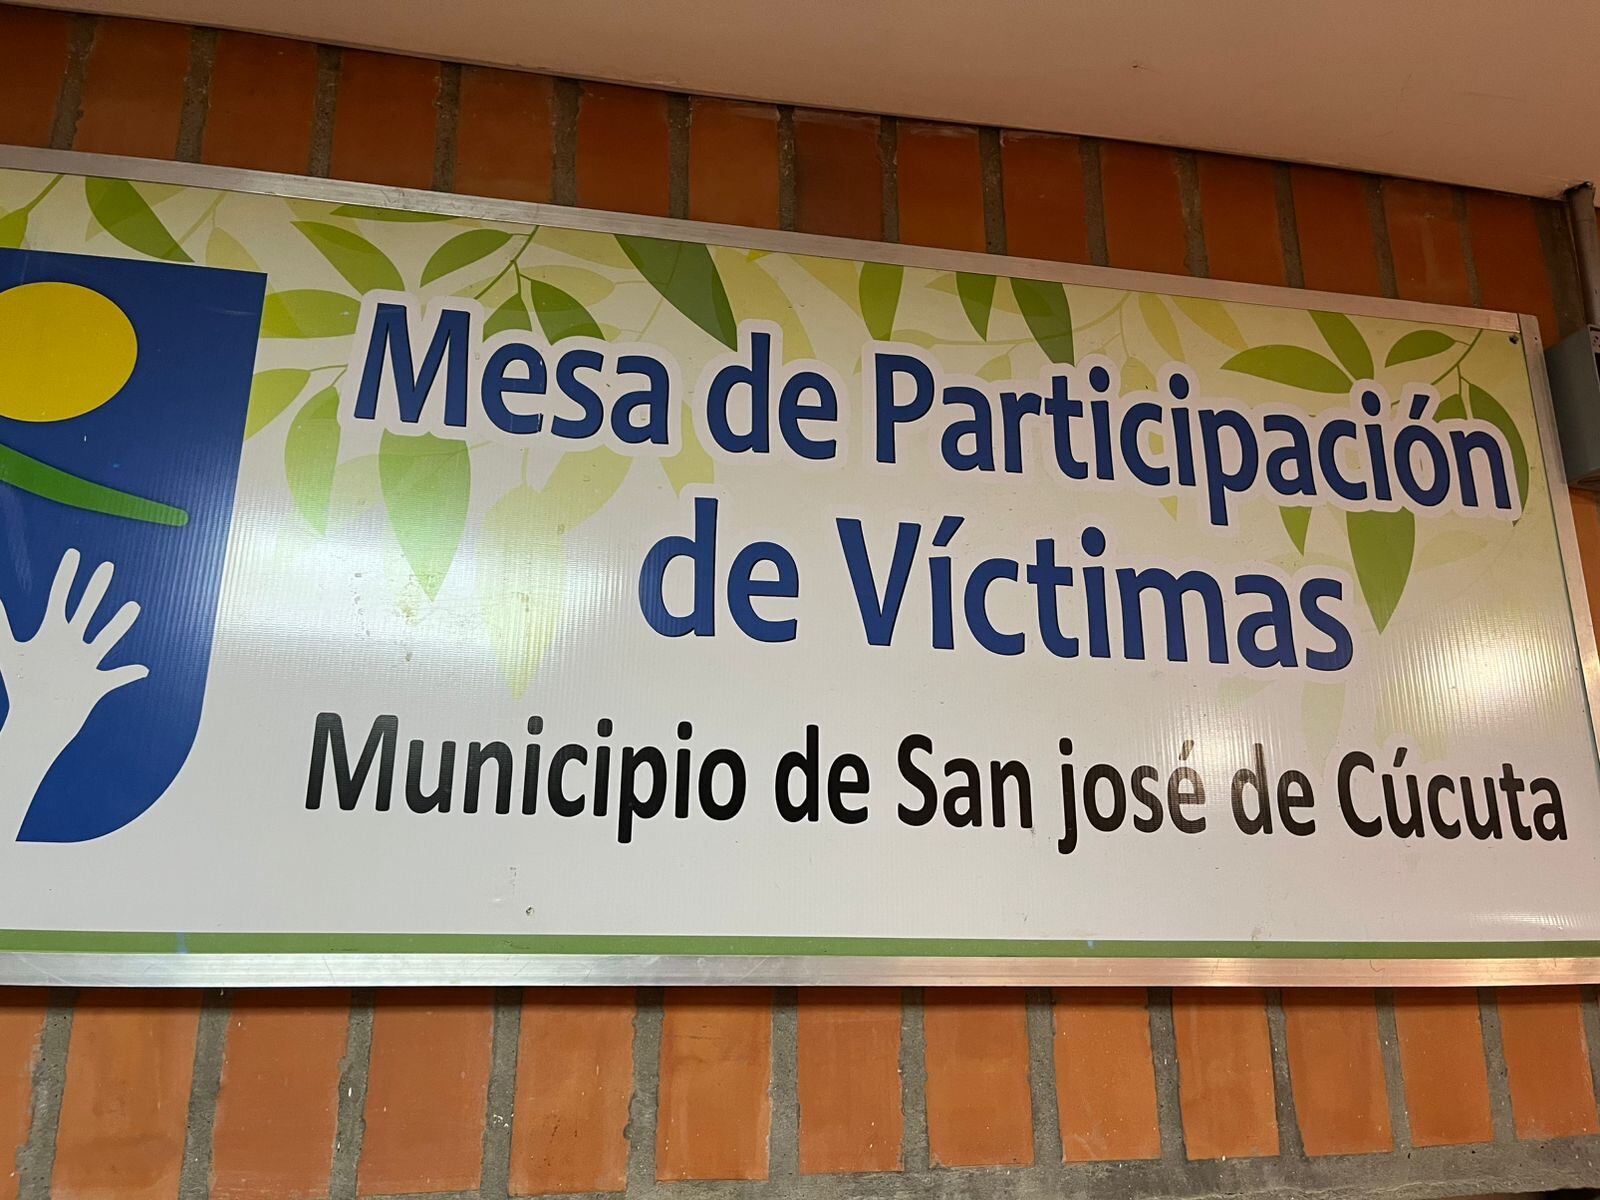 Mesa de Participación
de Víctimas
Municipio de San josé de Cúcuta